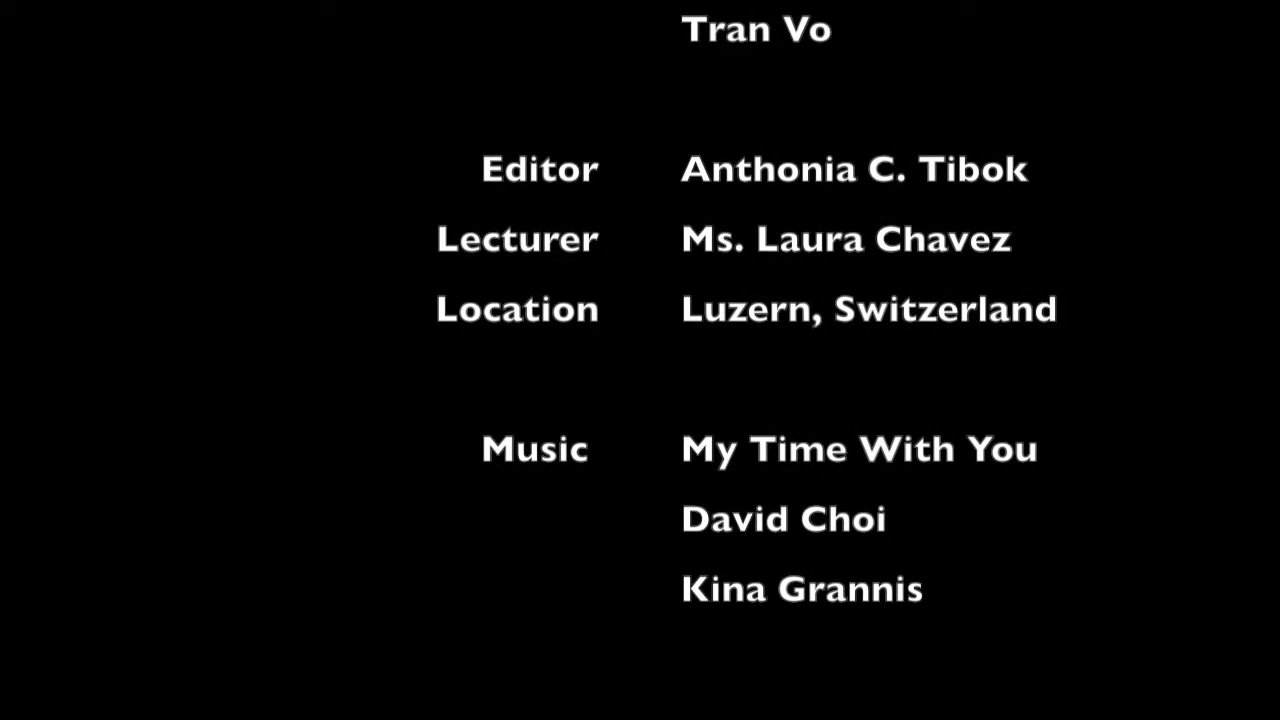 Tran Vo
Editor Anthonia C. Tibok
Lecturer Ms. Laura Chavez
Location Luzern, Switzerland
Music My Time With You
David Choi
Kina Grannis